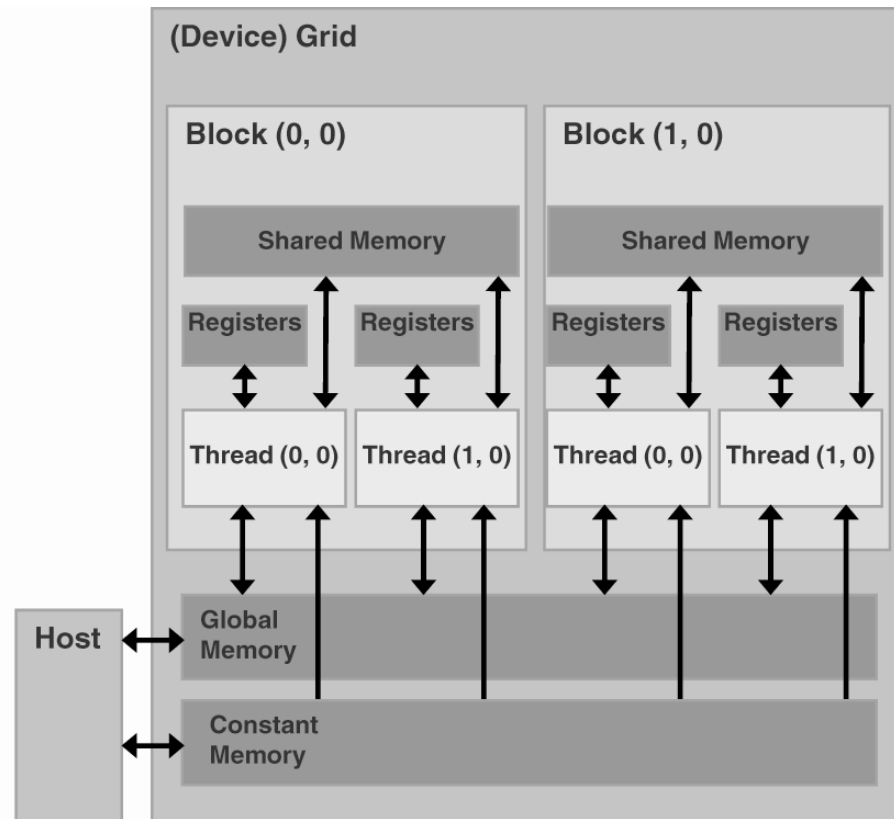 (Device) Grid
Block (0, 0)
Block (1, 0)
Shared Memory
Shared Memory
Registers
Registers
Registers
Registers
Thread (0, 0)
Thread (1, 0)
Thread (0, 0)
Thread (1, 0)
Host
Global
Memory
Constant
Memory